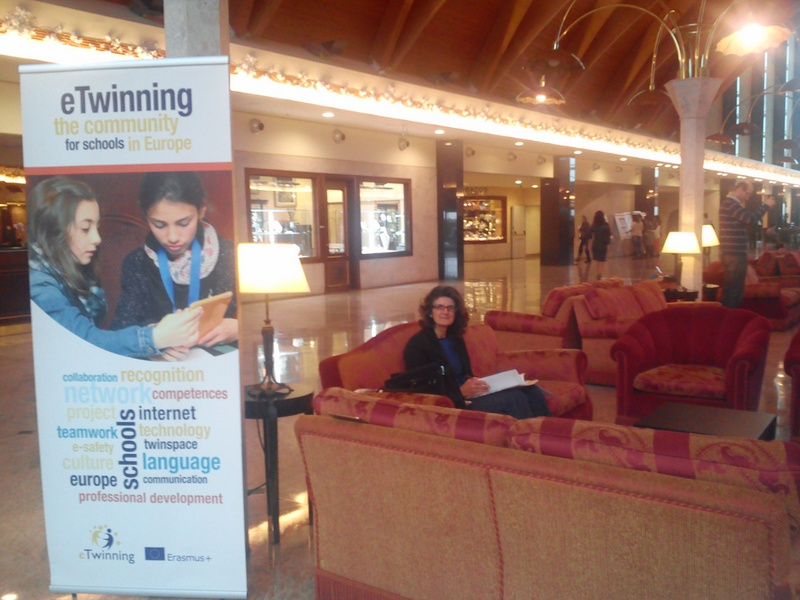 eTwinning
the community
for schools in Europe
collaboration recognition
network competences
project internet
teamwork schools technology
e-safety twinspace
culture language
europe communication
professional development
eTwinning Erasmus+